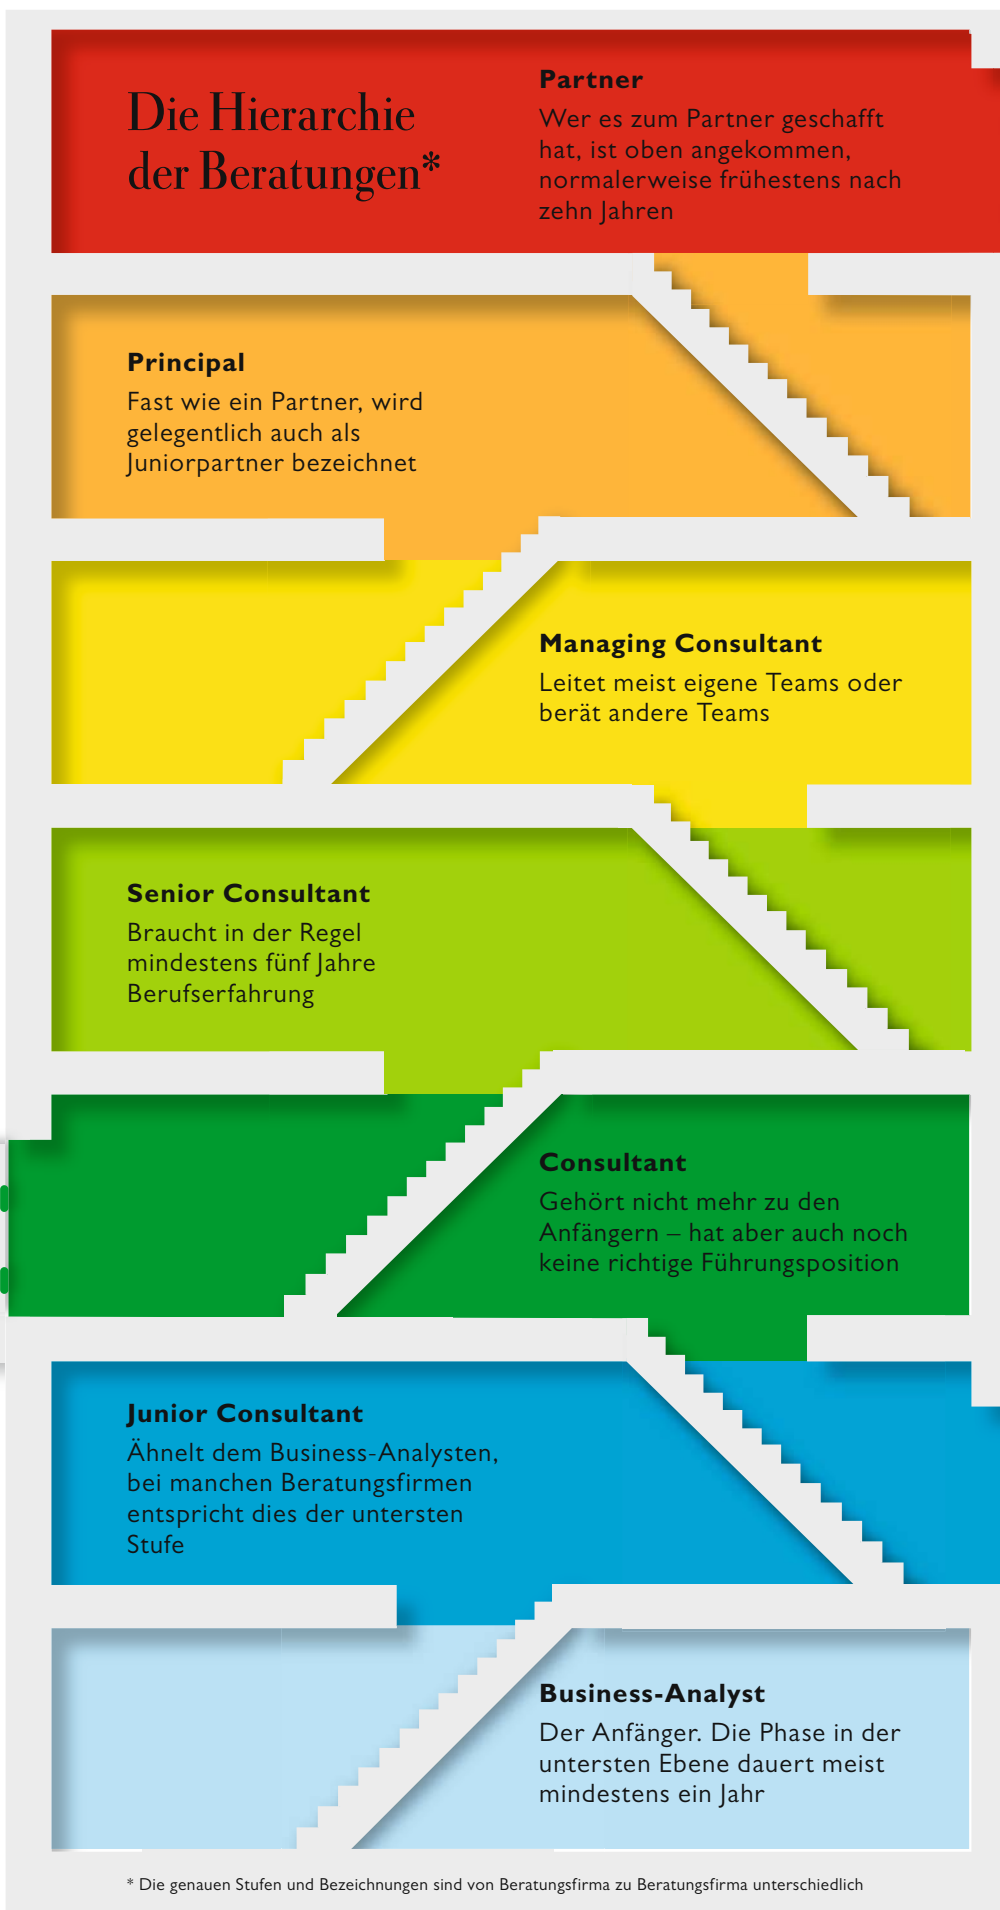 Die Hierarchie
der Beratungen*
Partner
Wer es zum Partner geschafft
hat, ist oben angekommen,
normalerweise frühestens nach
zehn Jahren
Principal
Fast wie ein Partner, wird
gelegentlich auch als
Juniorpartner bezeichnet
Managing Consultant
Leitet meist eigene Teams oder
berät andere Teams
Senior Consultant
Braucht in der Regel
mindestens fünf Jahre
Berufserfahrung
Consultant
Gehört nicht mehr zu den
Anfängern – hat aber auch noch
keine richtige Führungsposition
Junior Consultant
Ähnelt dem Business-Analysten,
bei manchen Beratungsfirmen
entspricht dies der untersten
Stufe
Business-Analyst
Der Anfänger. Die Phase in der
untersten Ebene dauert meist
mindestens ein Jahr
* Die genauen Stufen und Bezeichnungen sind von Beratungsfirma zu Beratungsfirma unterschiedlich